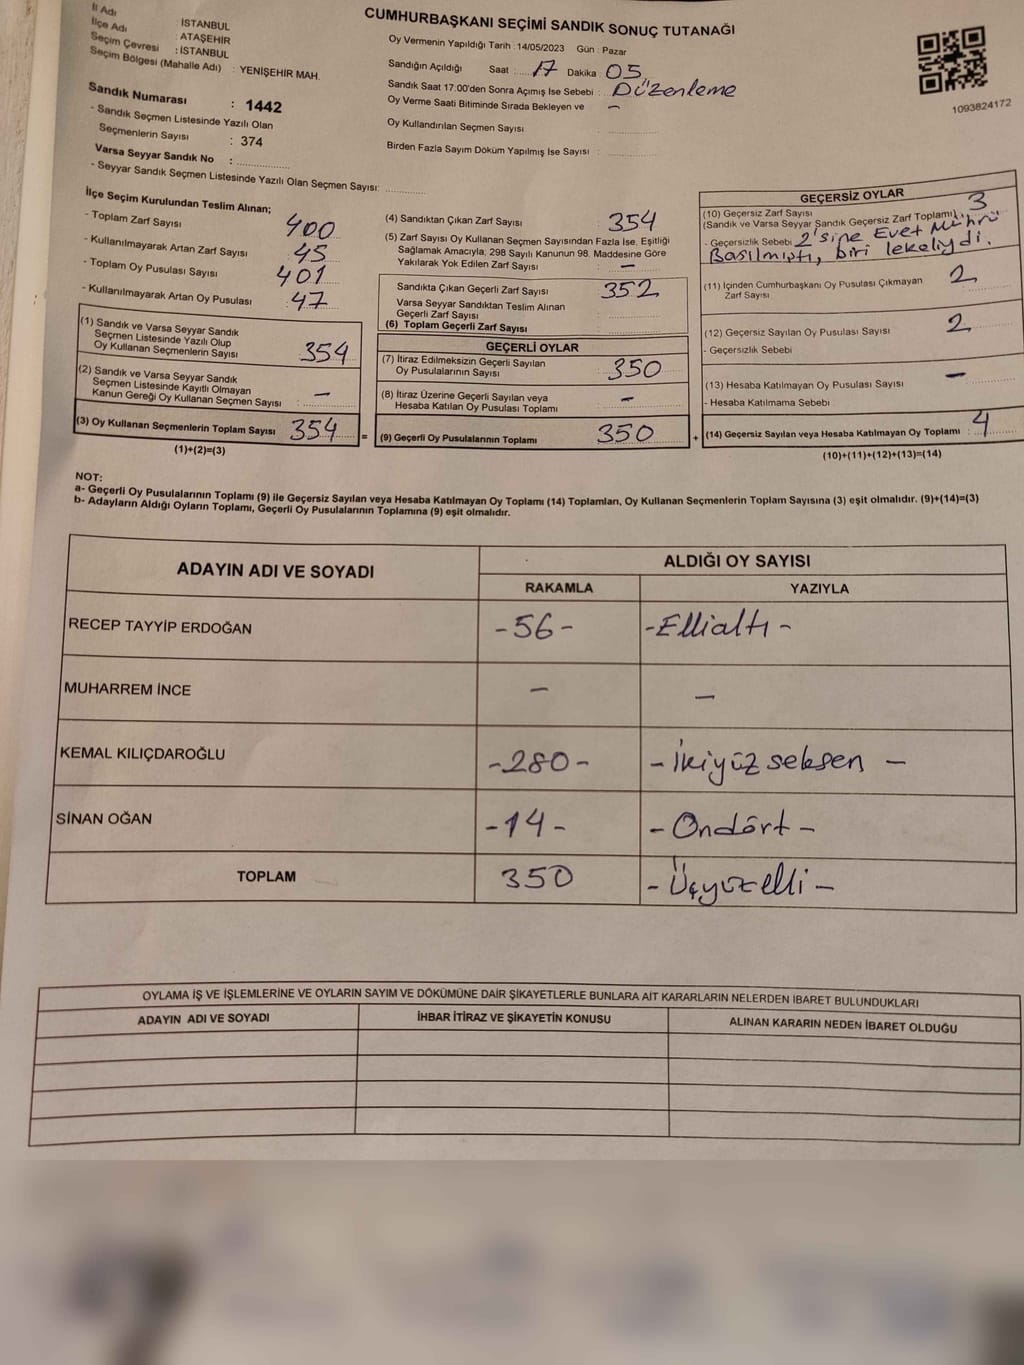 İl Adı : İSTANBUL
İlçe Adı : ATAŞEHİR
Seçim Çevresi : İSTANBUL
Seçim Bölgesi (Mahalle Adı) : YENİŞEHİR MAH.
Sandık Numarası : 1442
- Sandık Seçmen Listesinde Yazılı Olan
Seçmenlerin Sayısı : 374
Varsa Seyyar Sandık No :
- Seyyar Sandık Seçmen Listesinde Yazılı Olan Seçmen Sayısı:
CUMHURBAŞKANI SEÇİMİ SANDIK SONUÇ TUTANAĞI
Oy Vermenin Yapıldığı Tarih : 14/05/2023 Gün : Pazar
Sandığın Açıldığı Saat : 17 Dakika : 05
Sandık Saat 17:00'den Sonra Açımış İse Sebebi : Düzenleme
Oy Verme Saati Bitiminde Sırada Bekleyen ve –
Oy Kullandırılan Seçmen Sayısı :
Birden Fazla Sayım Döküm Yapılmış İse Sayısı :
1093824172
İlçe Seçim Kurulundan Teslim Alınan;
- Toplam Zarf Sayısı : 400
- Kullanılmayarak Artan Zarf Sayısı : 45
- Toplam Oy Pusulası Sayısı : 401
- Kullanılmayarak Artan Oy Pusulası : 47
(1) Sandık ve Varsa Seyyar Sandık
Seçmen Listesinde Yazılı Olup
Oy Kullanan Seçmenlerin Sayısı : 354
(2) Sandık ve Varsa Seyyar Sandık
Seçmen Listesinde Kayıtlı Olmayan
Kanun Gereği Oy Kullanan Seçmen Sayısı : –
(3) Oy Kullanan Seçmenlerin Toplam Sayısı : 354 =
(1)+(2)=(3)
(4) Sandıktan Çıkan Zarf Sayısı : 354
(5) Zarf Sayısı Oy Kullanan Seçmen Sayısından Fazla İse, Eşitliği
Sağlamak Amacıyla; 298 Sayılı Kanunun 98. Maddesine Göre
Yakılarak Yok Edilen Zarf Sayısı : –
Sandıkta Çıkan Geçerli Zarf Sayısı : 352
Varsa Seyyar Sandıktan Teslim Alınan
Geçerli Zarf Sayısı :
(6) Toplam Geçerli Zarf Sayısı :
GEÇERLİ OYLAR
(7) İtiraz Edilmeksizin Geçerli Sayılan
Oy Pusulalarının Sayısı : 350
(8) İtiraz Üzerine Geçerli Sayılan veya
Hesaba Katılan Oy Pusulası Toplamı : –
(9) Geçerli Oy Pusulalarının Toplamı : 350 +
GEÇERSİZ OYLAR
(10) Geçersiz Zarf Sayısı
(Sandık ve Varsa Seyyar Sandık Geçersiz Zarf Toplamı) : 3
- Geçersizlik Sebebi 2'sine Evet Mührü
Basılmıştı, biri lekeliydi.
(11) İçinden Cumhurbaşkanı Oy Pusulası Çıkmayan
Zarf Sayısı : 2
(12) Geçersiz Sayılan Oy Pusulası Sayısı : 2
- Geçersizlik Sebebi
(13) Hesaba Katılmayan Oy Pusulası Sayısı : –
- Hesaba Katılmama Sebebi
(14) Geçersiz Sayılan veya Hesaba Katılmayan Oy Toplamı : 4
(10)+(11)+(12)+(13)=(14)
NOT:
a- Geçerli Oy Pusulalarının Toplamı (9) ile Geçersiz Sayılan veya Hesaba Katılmayan Oy Toplamı (14) Toplamları, Oy Kullanan Seçmenlerin Toplam Sayısına (3) eşit olmalıdır. (9)+(14)=(3)
b- Adayların Aldığı Oyların Toplamı, Geçerli Oy Pusulalarının Toplamına (9) eşit olmalıdır.
ADAYIN ADI VE SOYADI ALDIĞI OY SAYISI
RAKAMLA YAZIYLA
RECEP TAYYİP ERDOĞAN -56- -Ellialtı-
MUHARREM İNCE – –
KEMAL KILIÇDAROĞLU -280- -İkiyüz seksen -
SİNAN OĞAN -14- -Ondört-
TOPLAM 350 -Üçyüzelli-
OYLAMA İŞ VE İŞLEMLERİNE VE OYLARIN SAYIM VE DÖKÜMÜNE DAİR ŞİKAYETLERLE BUNLARA AİT KARARLARIN NELERDEN İBARET BULUNDUKLARI
ADAYIN ADI VE SOYADI İHBAR İTİRAZ VE ŞİKAYETİN KONUSU ALINAN KARARIN NEDEN İBARET OLDUĞU